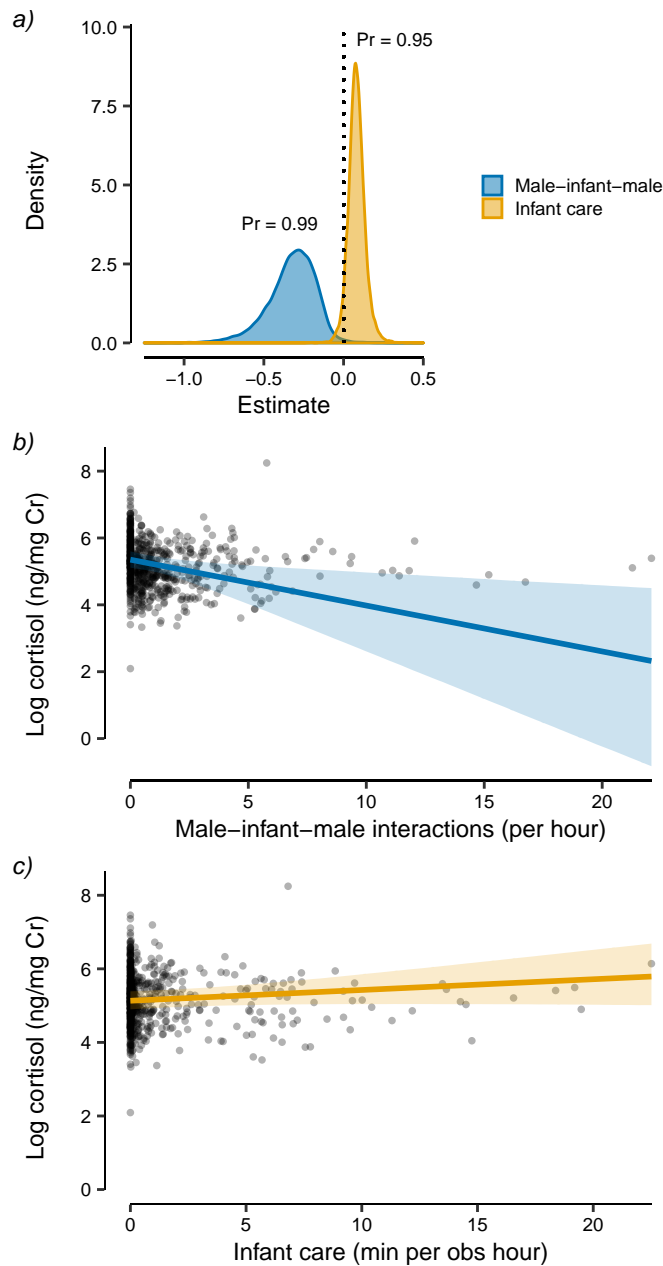 a)
10.0
7.5
5.0
2.5
0.0
Density
Pr = 0.95
Pr = 0.99
−1.0
−0.5
0.0
0.5
Estimate
Male−infant−male
Infant care
b)
8
6
4
2
0
Log cortisol (ng/mg Cr)
0
5
10
15
20
Male−infant−male interactions (per hour)
c)
8
6
4
2
0
Log cortisol (ng/mg Cr)
0
5
10
15
20
Infant care (min per obs hour)